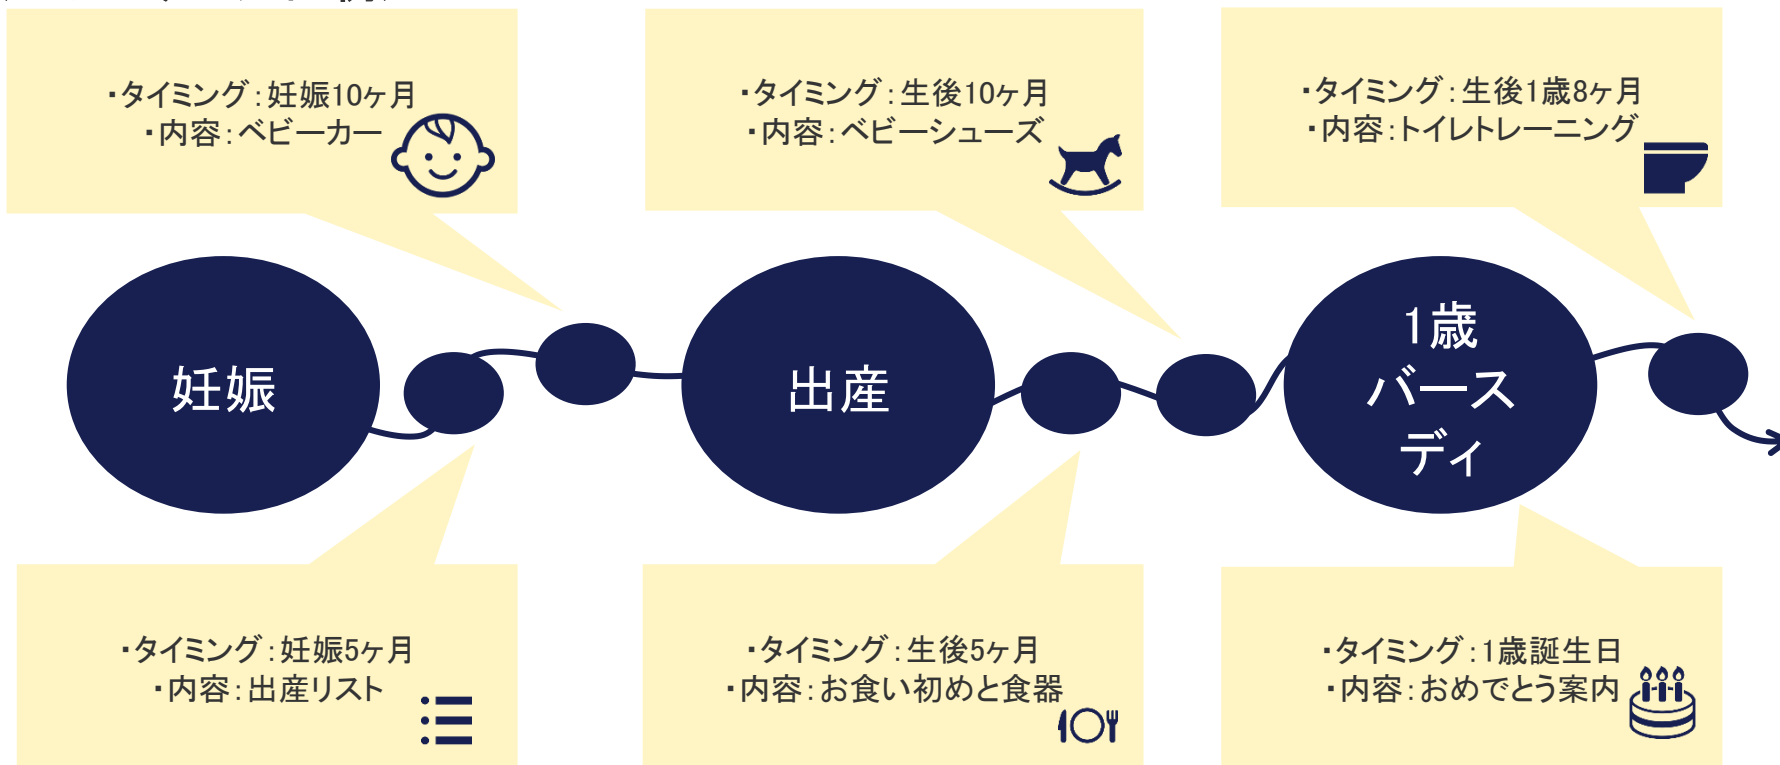 ・タイミング：妊娠10ヶ月
・内容：ベビーカー
・タイミング：生後10ヶ月
・内容：ベビーシューズ
・タイミング：生後1歳8ヶ月
・内容：トイレトレーニング
妊娠
出産
1歳
バース
ディ
・タイミング：妊娠5ヶ月
・内容：出産リスト
・タイミング：生後5ヶ月
・内容：お食い初めと食器
・タイミング：1歳誕生日
・内容：おめでとう案内